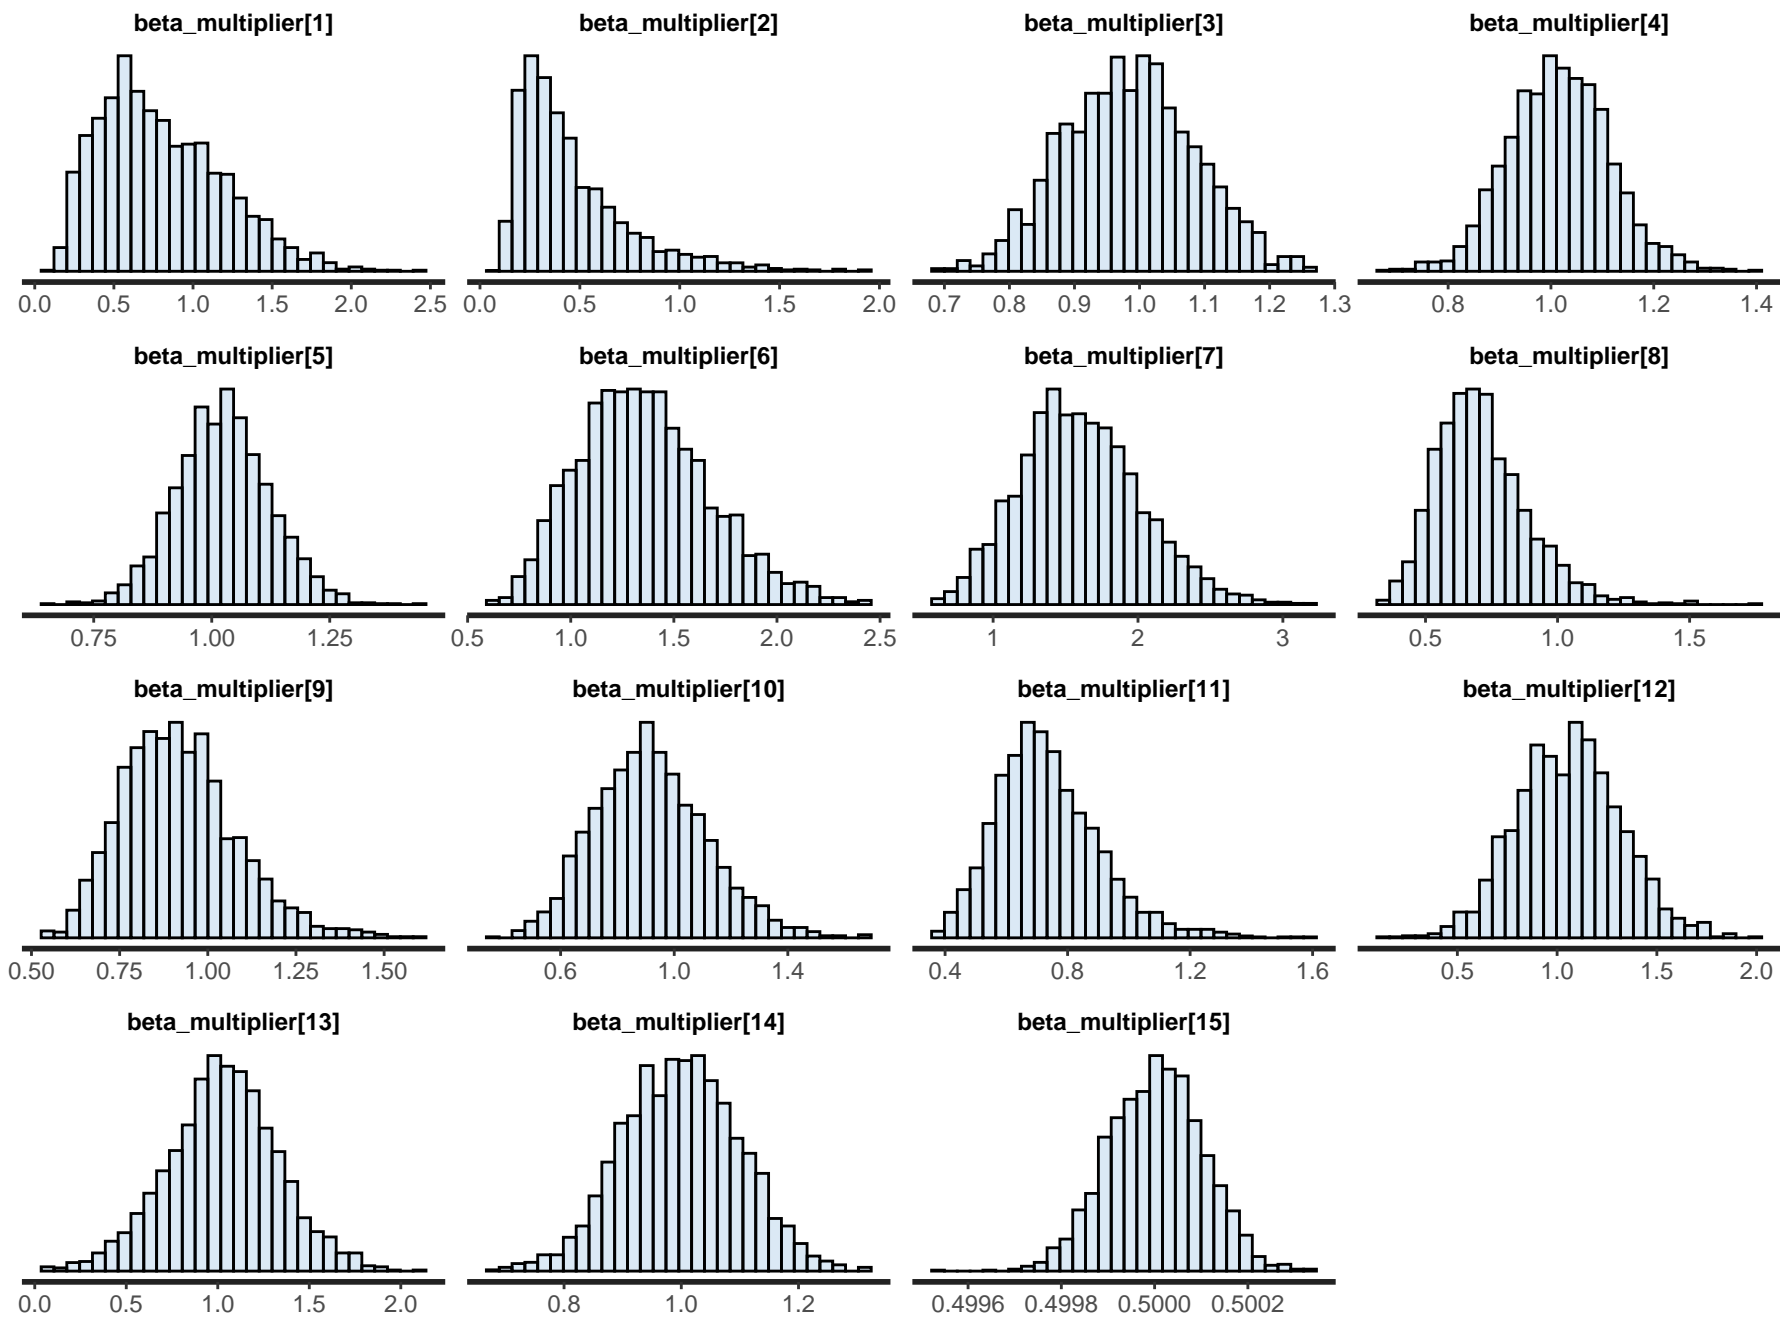 beta_multiplier[1] beta_multiplier[2] beta_multiplier[3] beta_multiplier[4]
0.0 0.5 1.0 1.5 2.0 2.5 0.0 0.5 1.0 1.5 2.0 0.7 0.8 0.9 1.0 1.1 1.2 1.3 0.8 1.0 1.2 1.4
beta_multiplier[5] beta_multiplier[6] beta_multiplier[7] beta_multiplier[8]
0.75 1.00 1.25 0.5 1.0 1.5 2.0 2.5 1 2 3 0.5 1.0 1.5
beta_multiplier[9] beta_multiplier[10] beta_multiplier[11] beta_multiplier[12]
0.50 0.75 1.00 1.25 1.50 0.6 1.0 1.4 0.4 0.8 1.2 1.6 0.5 1.0 1.5 2.0
beta_multiplier[13] beta_multiplier[14] beta_multiplier[15]
0.0 0.5 1.0 1.5 2.0 0.8 1.0 1.2 0.4996 0.4998 0.5000 0.5002